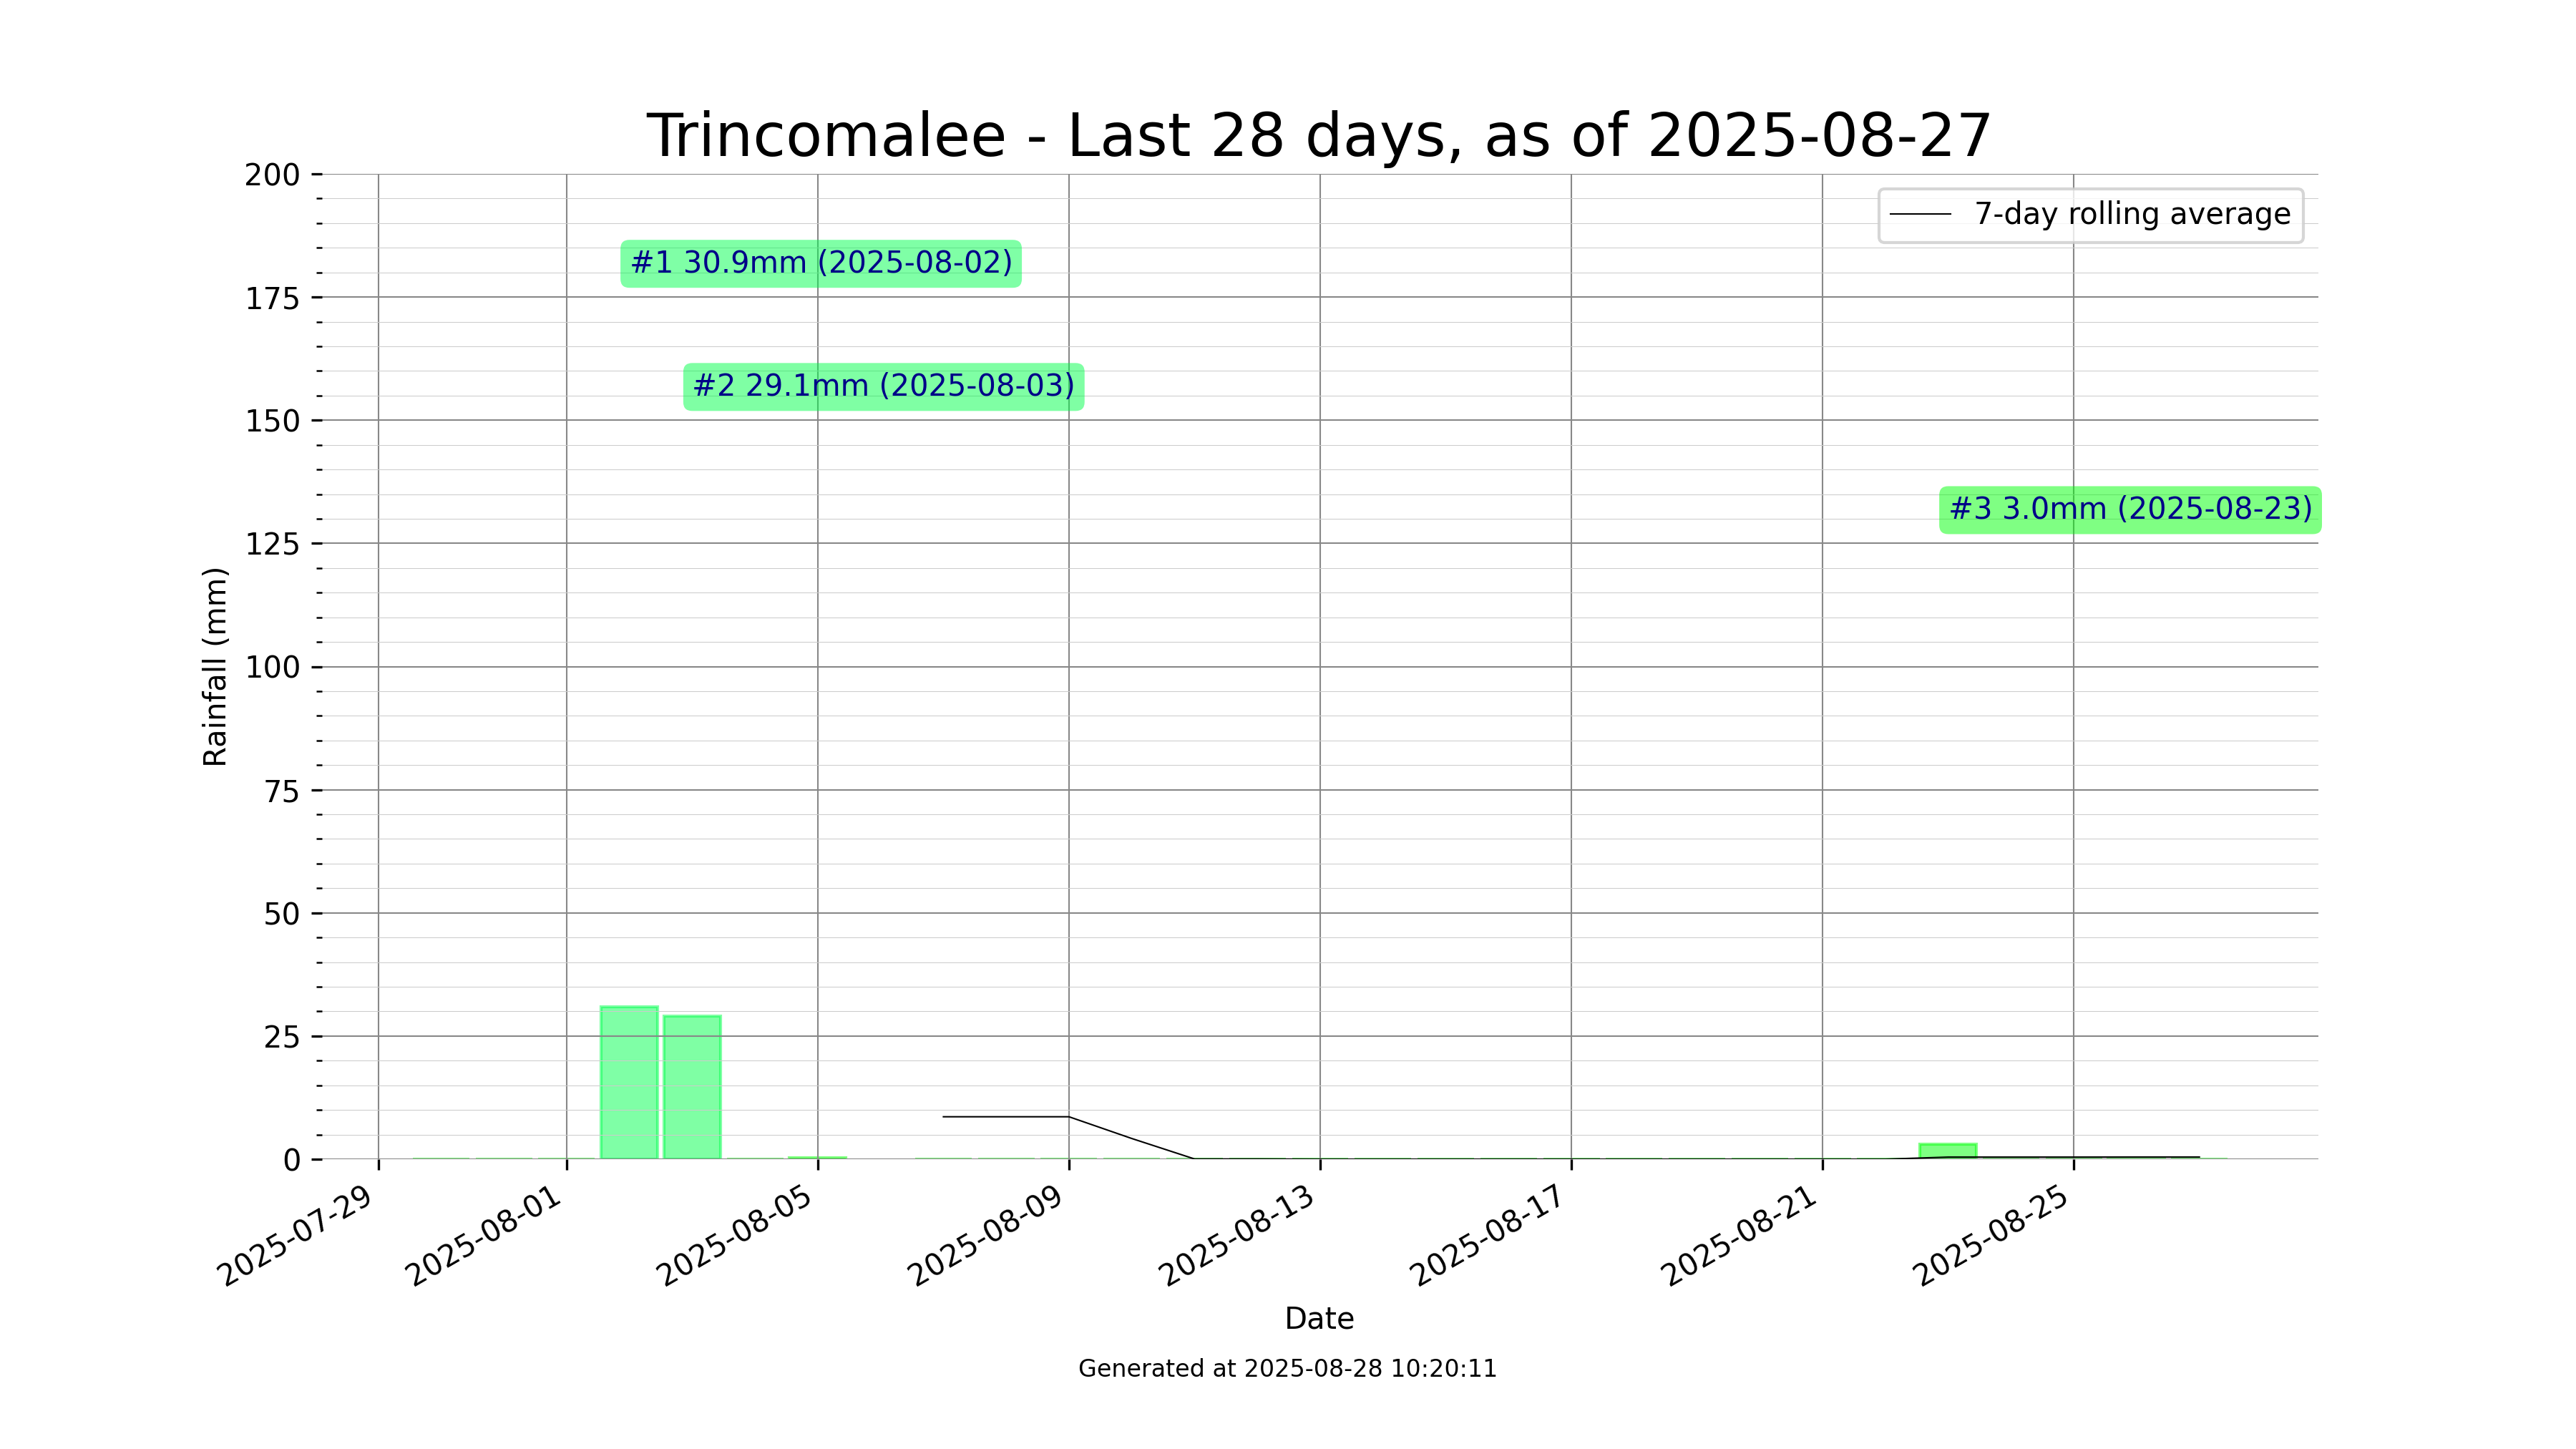 Trincomalee - Last 28 days, as of 2025-08-27
200
175
150
125
100
75
50
25
0
Rainfall (mm)
7-day rolling average
#1 30.9mm (2025-08-02)
#2 29.1mm (2025-08-03)
#3 3.0mm (2025-08-23)
2025-07-29
2025-08-01
2025-08-05
2025-08-09
2025-08-13
2025-08-17
2025-08-21
2025-08-25
Date
Generated at 2025-08-28 10:20:11